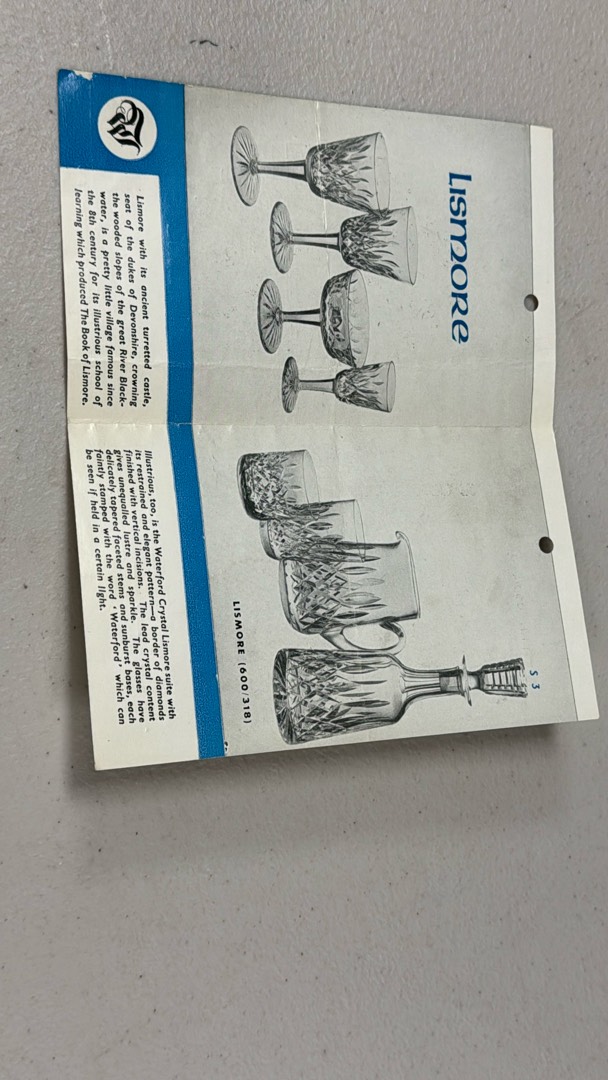 Lismore
S 3
LISMORE (600/318)
Lismore with its ancient turretted castle,
seat of the dukes of Devonshire, crowning
the wooded slopes of the great River Black-
water, is a pretty little village famous since
the 8th century for its illustrious school of
learning which produced The Book of Lismore.
Illustrious, too, is the Waterford Crystal Lismore suite with
its restrained and elegant pattern—a border of diamonds
finished with vertical incisions. The lead crystal content
gives unequalled lustre and sparkle. The glasses have
delicately tapered faceted stems and sunburst bases, each
faintly stamped with the word ‘Waterford’ which can
be seen if held in a certain light.